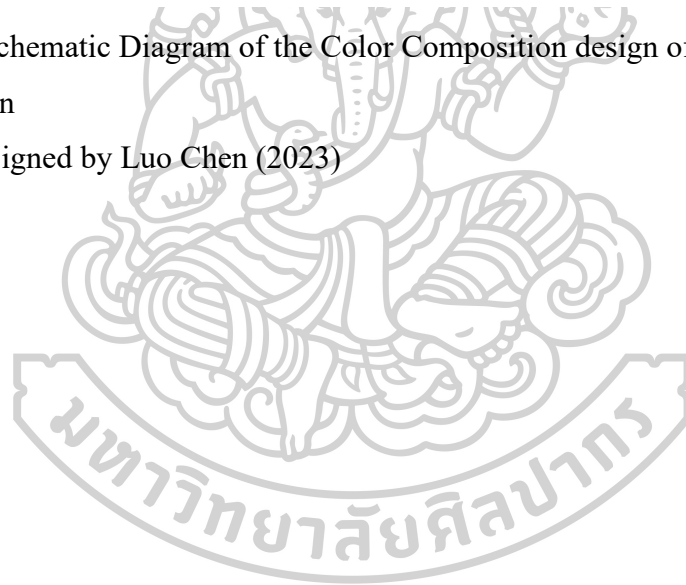 chematic Diagram of the Color Composition design of
n
igned by Luo Chen (2023)
มหาวิทยาลัยศิลปากร